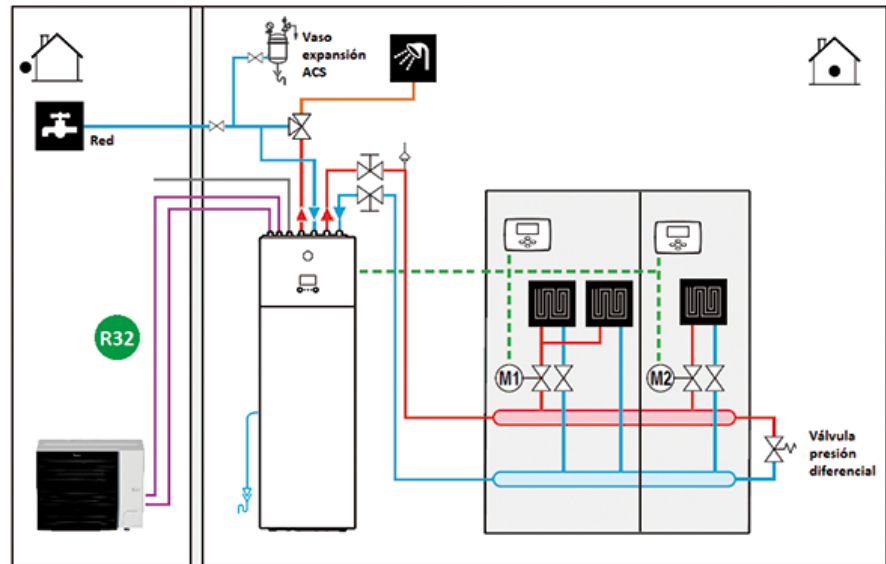 Vaso
expansión
ACS
Red
R32
M1
M2
Válvula
presión
diferencial